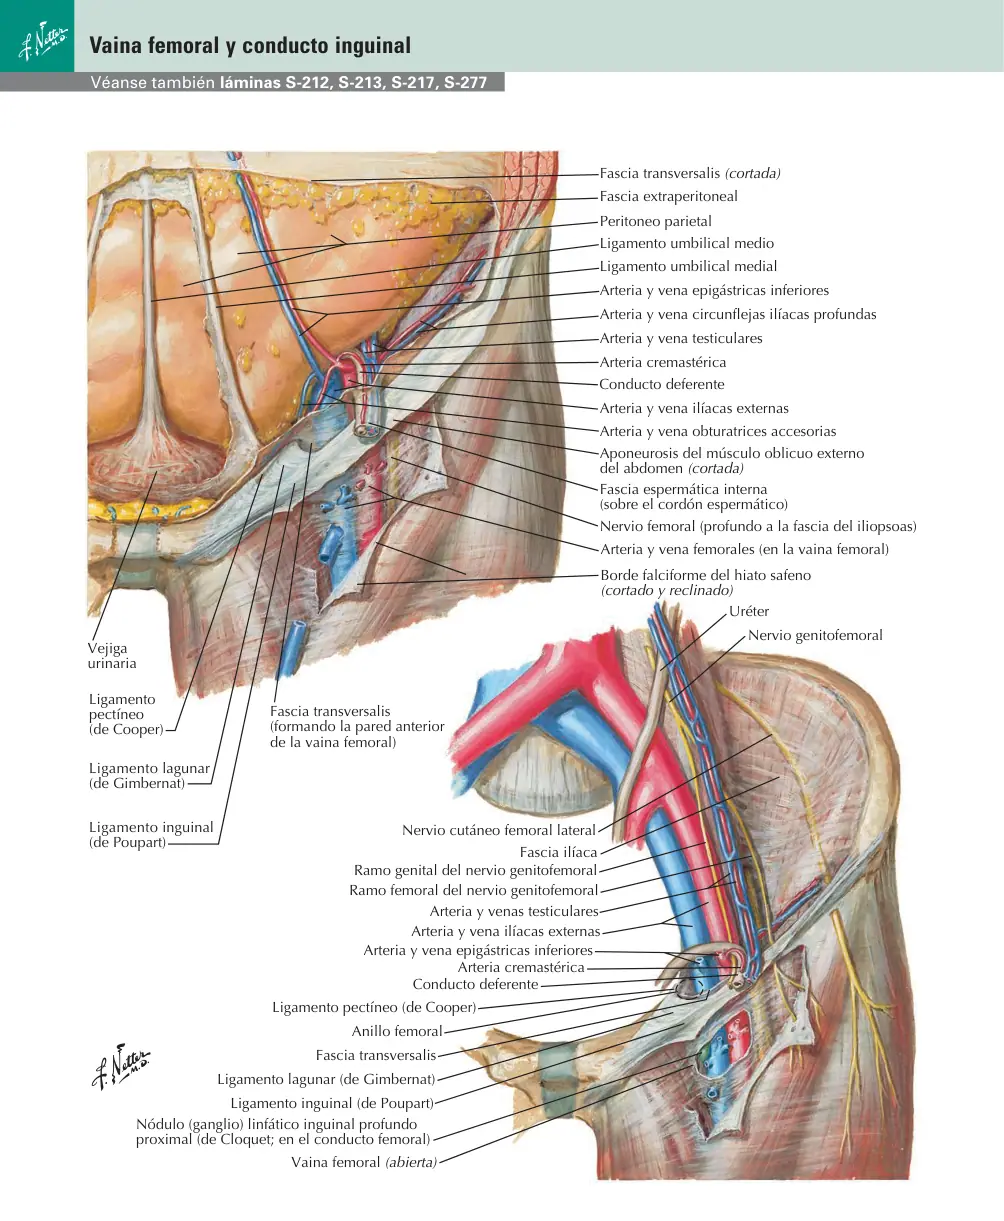 F. Netter M.D.
Vaina femoral y conducto inguinal
Véanse también láminas S-212, S-213, S-217, S-277
Fascia transversalis (cortada)
Fascia extraperitoneal
Peritoneo parietal
Ligamento umbilical medio
Ligamento umbilical medial
Arteria y vena epigástricas inferiores
Arteria y vena circunflejas ilíacas profundas
Arteria y vena testiculares
Arteria cremastérica
Conducto deferente
Arteria y vena ilíacas externas
Arteria y vena obturatrices accesorias
Aponeurosis del músculo oblicuo externo
del abdomen (cortada)
Fascia espermática interna
(sobre el cordón espermático)
Nervio femoral (profundo a la fascia del iliopsoas)
Arteria y vena femorales (en la vaina femoral)
Borde falciforme del hiato safeno
(cortado y reclinado)
Uréter
Nervio genitofemoral
Vejiga
urinaria
Ligamento
pectíneo
(de Cooper)
Fascia transversalis
(formando la pared anterior
de la vaina femoral)
Ligamento lagunar
(de Gimbernat)
Ligamento inguinal
(de Poupart)
Nervio cutáneo femoral lateral
Fascia ilíaca
Ramo genital del nervio genitofemoral
Ramo femoral del nervio genitofemoral
Arteria y venas testiculares
Arteria y vena ilíacas externas
Arteria y vena epigástricas inferiores
Arteria cremastérica
Conducto deferente
Ligamento pectíneo (de Cooper)
Anillo femoral
Fascia transversalis
Ligamento lagunar (de Gimbernat)
Ligamento inguinal (de Poupart)
Nódulo (ganglio) linfático inguinal profundo
proximal (de Cloquet; en el conducto femoral)
Vaina femoral (abierta)
F. Netter M.D.